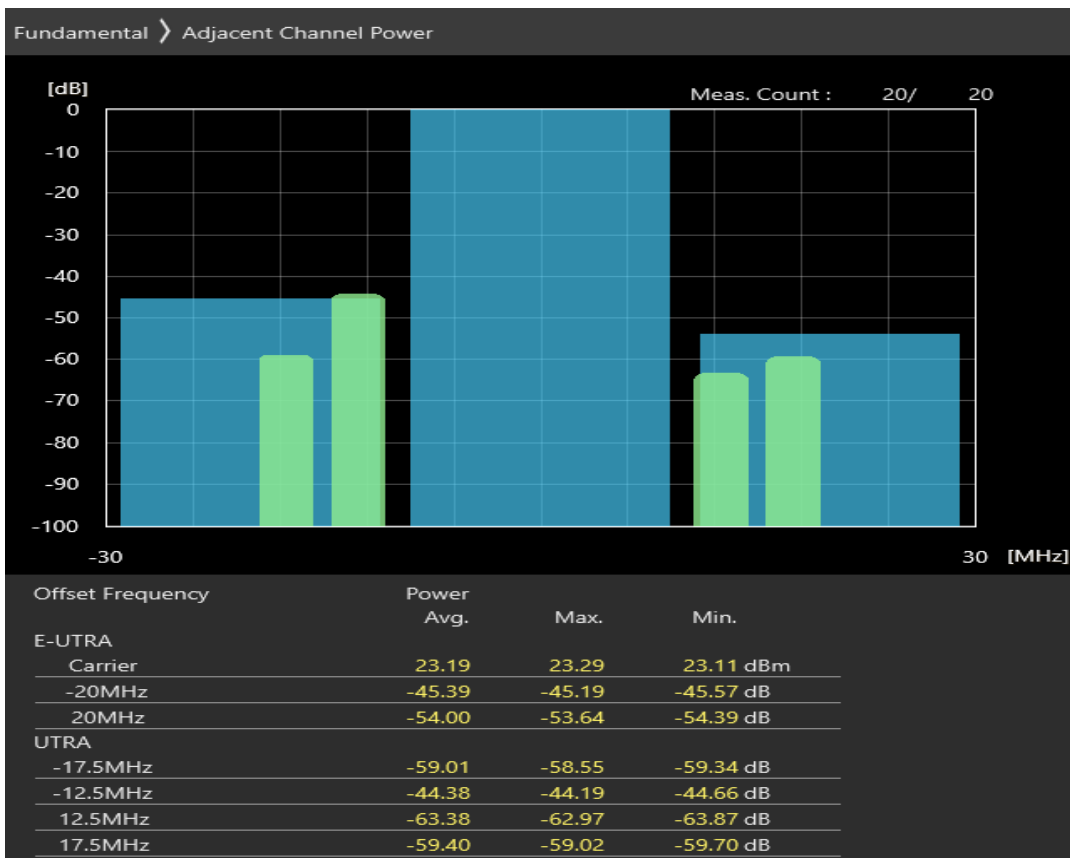 Fundamental 〉 Adjacent Channel Power
[dB]
Meas. Count : 20/ 20
0
-10
-20
-30
-40
-50
-60
-70
-80
-90
-100
-30 30 [MHz]
Offset Frequency Power
Avg. Max. Min.
E-UTRA
Carrier 23.19 23.29 23.11 dBm
-20MHz -45.39 -45.19 -45.57 dB
20MHz -54.00 -53.64 -54.39 dB
UTRA
-17.5MHz -59.01 -58.55 -59.34 dB
-12.5MHz -44.38 -44.19 -44.66 dB
12.5MHz -63.38 -62.97 -63.87 dB
17.5MHz -59.40 -59.02 -59.70 dB